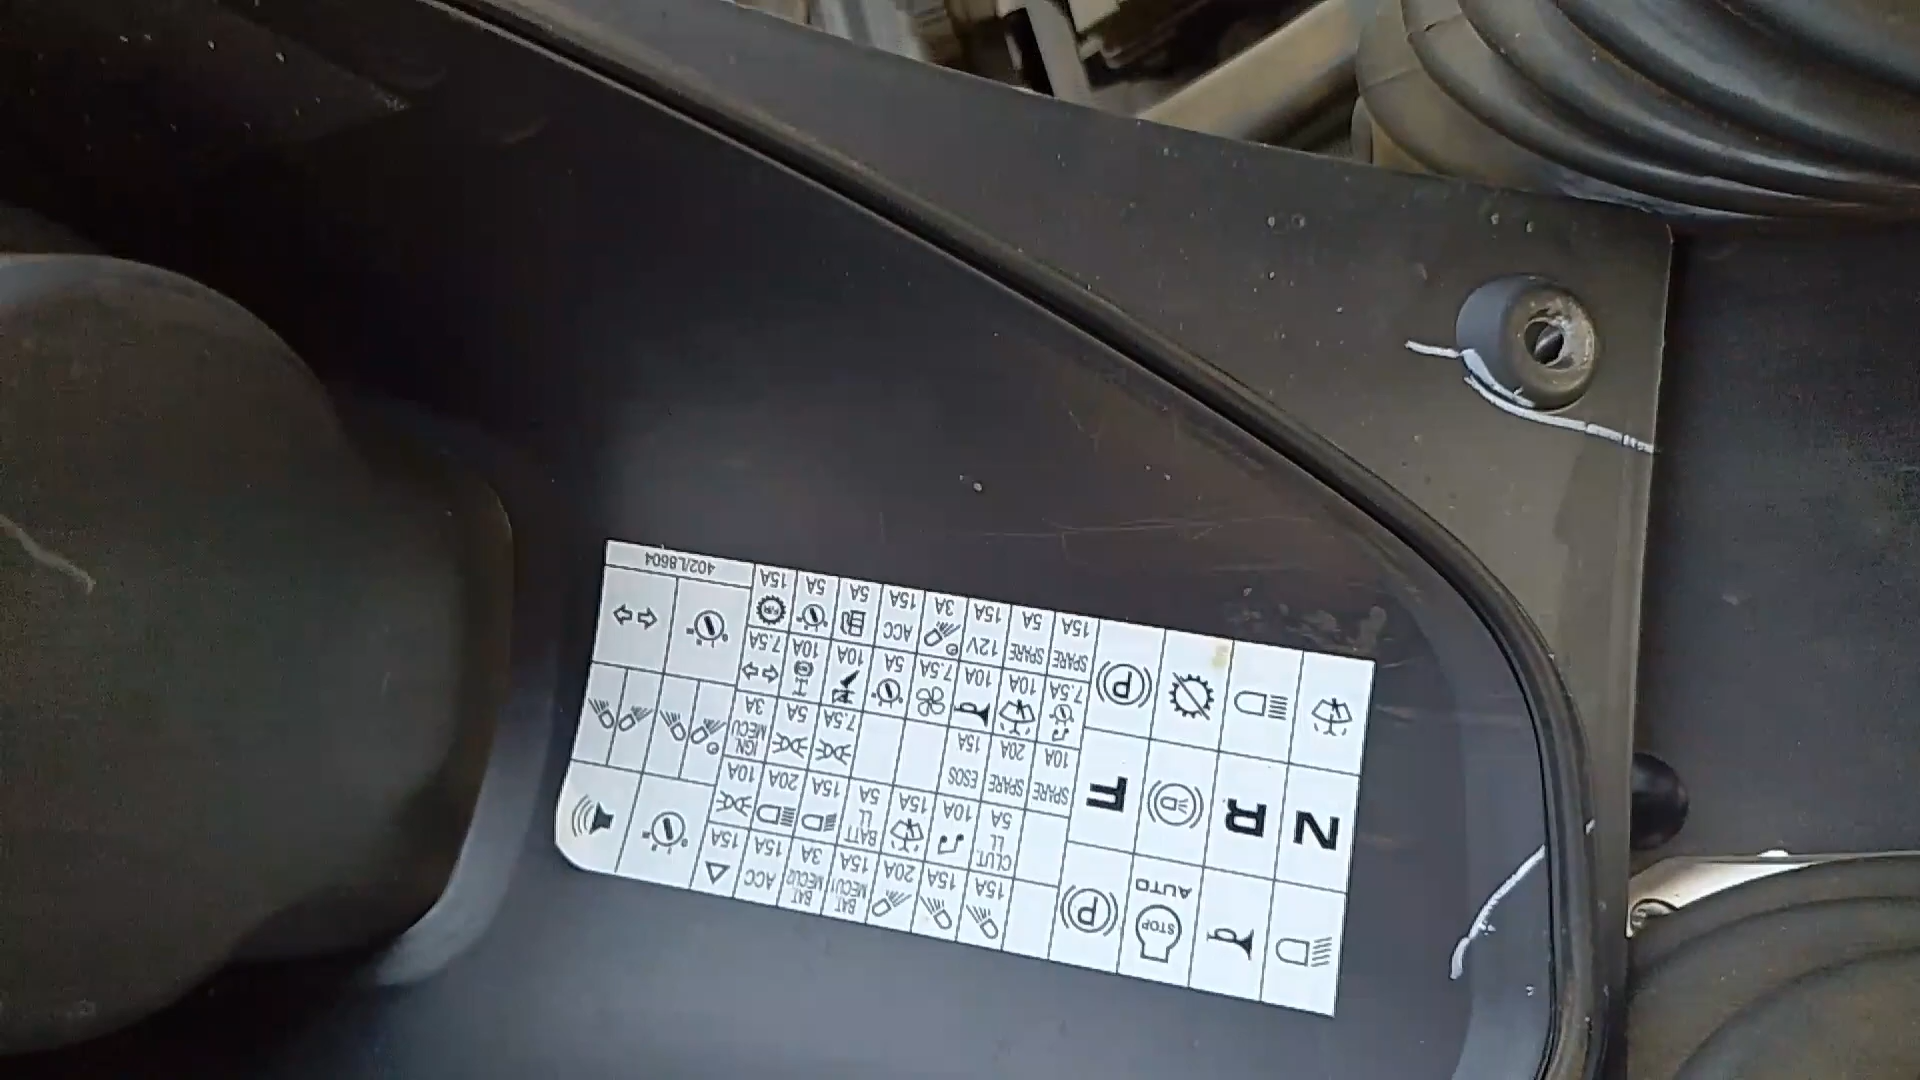 STOP
AUTO
(P)
BAT. MECU1 BAT. MECU2 ACC
15A 15A 20A 15A 3A 15A 15A
N R F
CLUT. LL BATT LL
5A 10A 15A 5A 15A 20A 10A
SPARE SPARE ESOS IGN. MECU
10A 20A 15A 7.5A 5A 3A
(P)
7.5A 10A 10A 7.5A 5A 10A 10A 7.5A
SPARE SPARE 12V ACC F/R
15A 5A 15A 3A 15A 5A 5A 15A
402/L8604